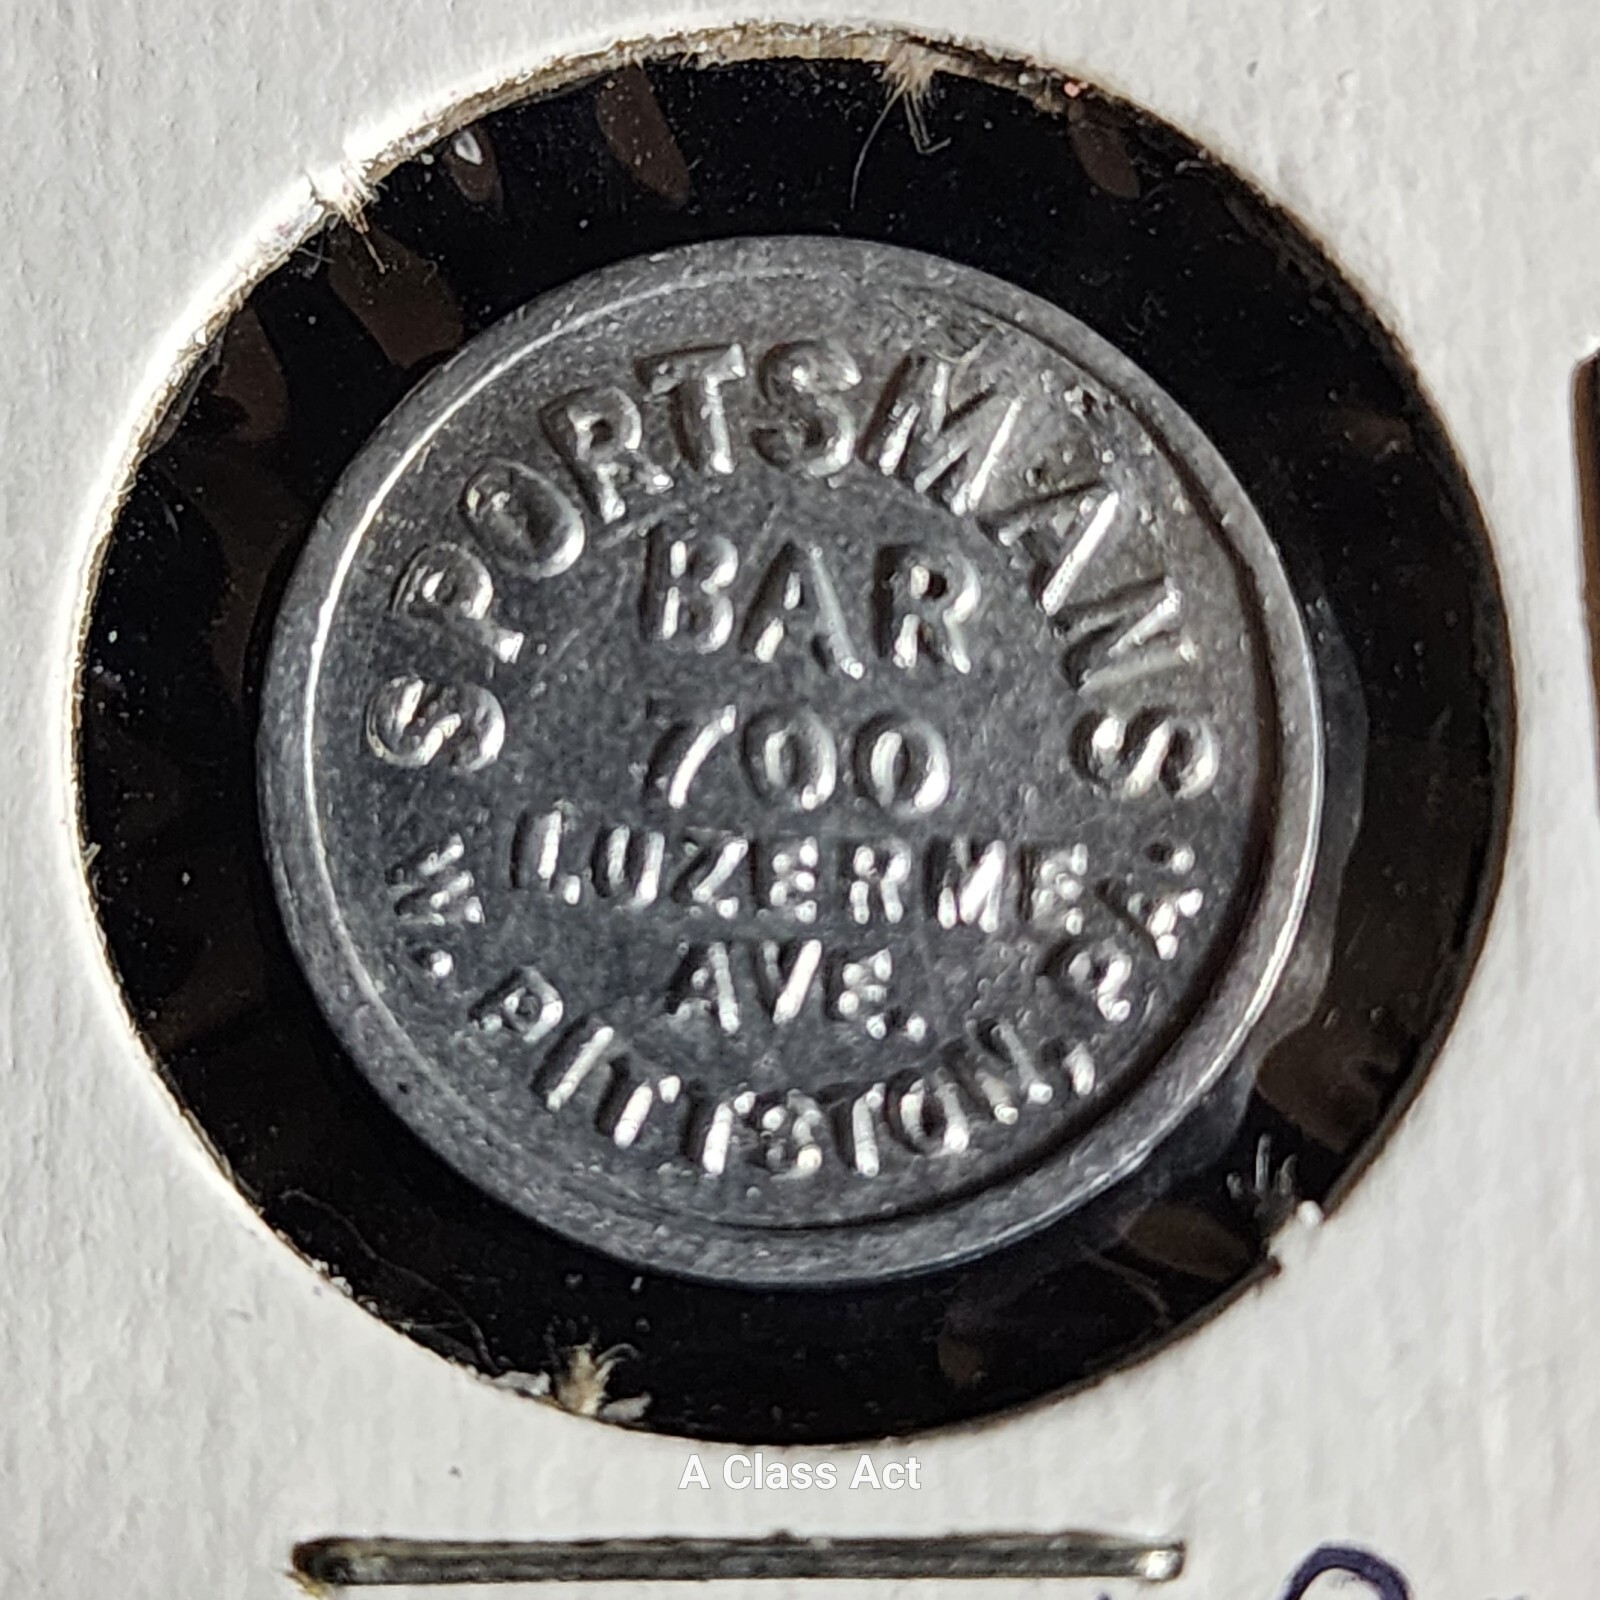 SPORTSMANS
BAR
700
LUZERNE
AVE.
W. PITTSTON, PA.
A Class Act